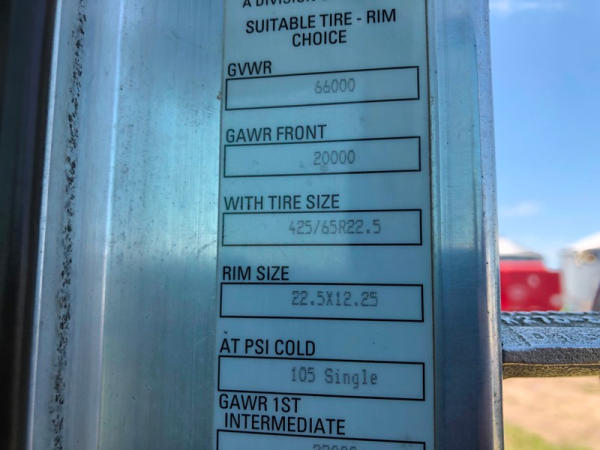 A DIVISION
SUITABLE TIRE - RIM
CHOICE
GVWR
66000
GAWR FRONT
20000
WITH TIRE SIZE
425/65R22.5
RIM SIZE
22.5X12.25
AT PSI COLD
105 Single
GAWR 1ST
INTERMEDIATE